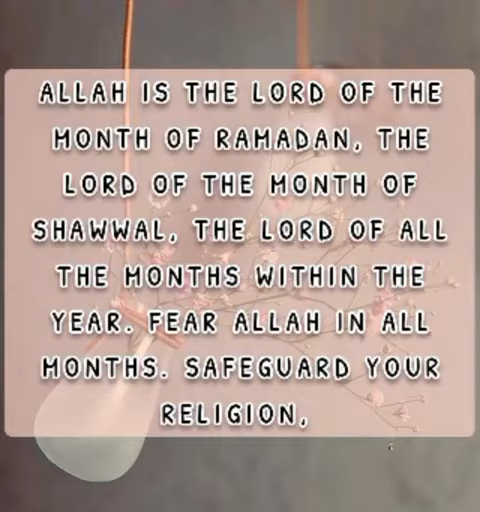 ALLAH IS THE LORD OF THE
MONTH OF RAMADAN, THE
LORD OF THE MONTH OF
SHAWWAL, THE LORD OF ALL
THE MONTHS WITHIN THE
YEAR. FEAR ALLAH IN ALL
MONTHS. SAFEGUARD YOUR
RELIGION,